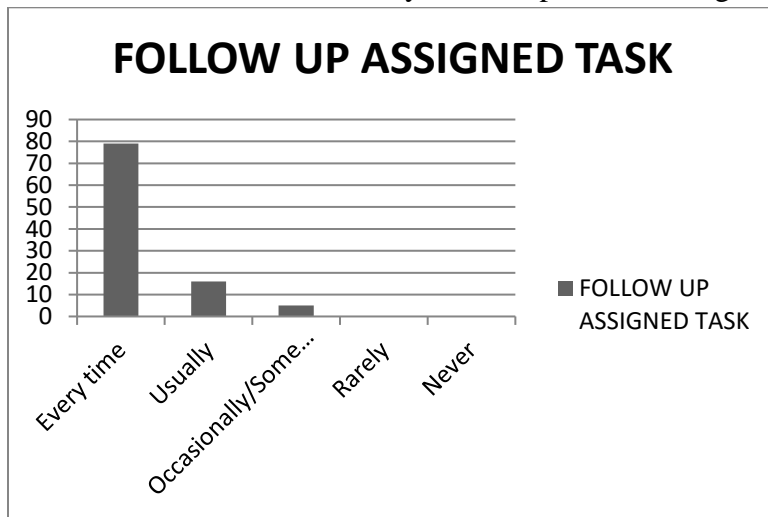 FOLLOW UP ASSIGNED TASK
90
80
70
60
50
40
30
20
10
0
Every time
Usually
Occasionally/Some...
Rarely
Never
FOLLOW UP
ASSIGNED TASK